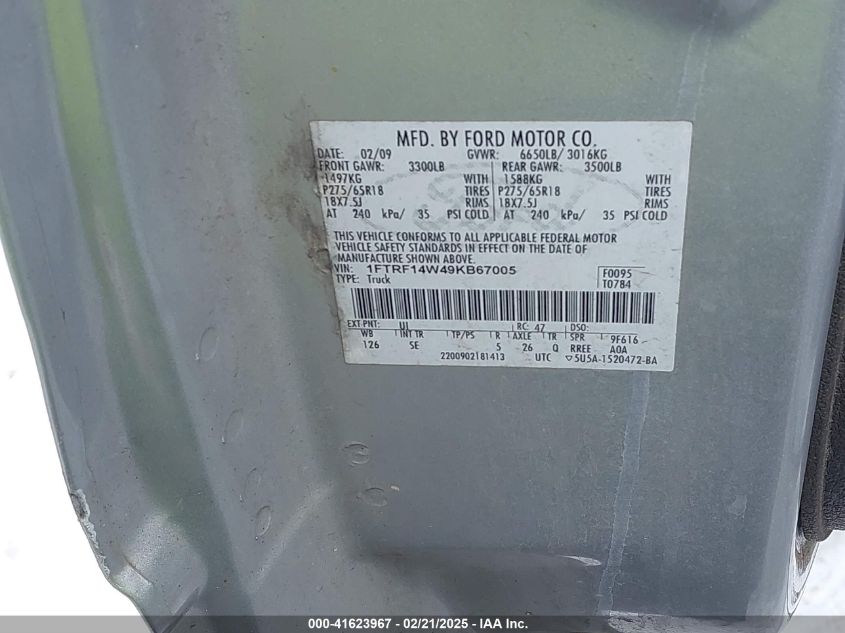 MFD. BY FORD MOTOR CO.
DATE: 02/09 GVWR: 6650LB/ 3016KG
FRONT GAWR: 3300LB REAR GAWR: 3500LB
1497KG WITH 1588KG WITH
P275/65R18 TIRES P275/65R18 TIRES
18X7.5J RIMS 18X7.5J RIMS
AT 240 kPa/ 35 PSI COLD AT 240 kPa/ 35 PSI COLD
THIS VEHICLE CONFORMS TO ALL APPLICABLE FEDERAL MOTOR
VEHICLE SAFETY STANDARDS IN EFFECT ON THE DATE OF
MANUFACTURE SHOWN ABOVE.
VIN: 1FTRF14W49KB67005 F0095
TYPE: Truck T0784
EXT PNT: UI RC: 47 DSO:
WB INT TR TP/PS R AXLE TR SPR 9F616
126 SE 5 26 Q RREE AOA
2200902181413 UTC ▽5U5A-1520472-BA
000-41623967 - 02/21/2025 - IAA Inc.